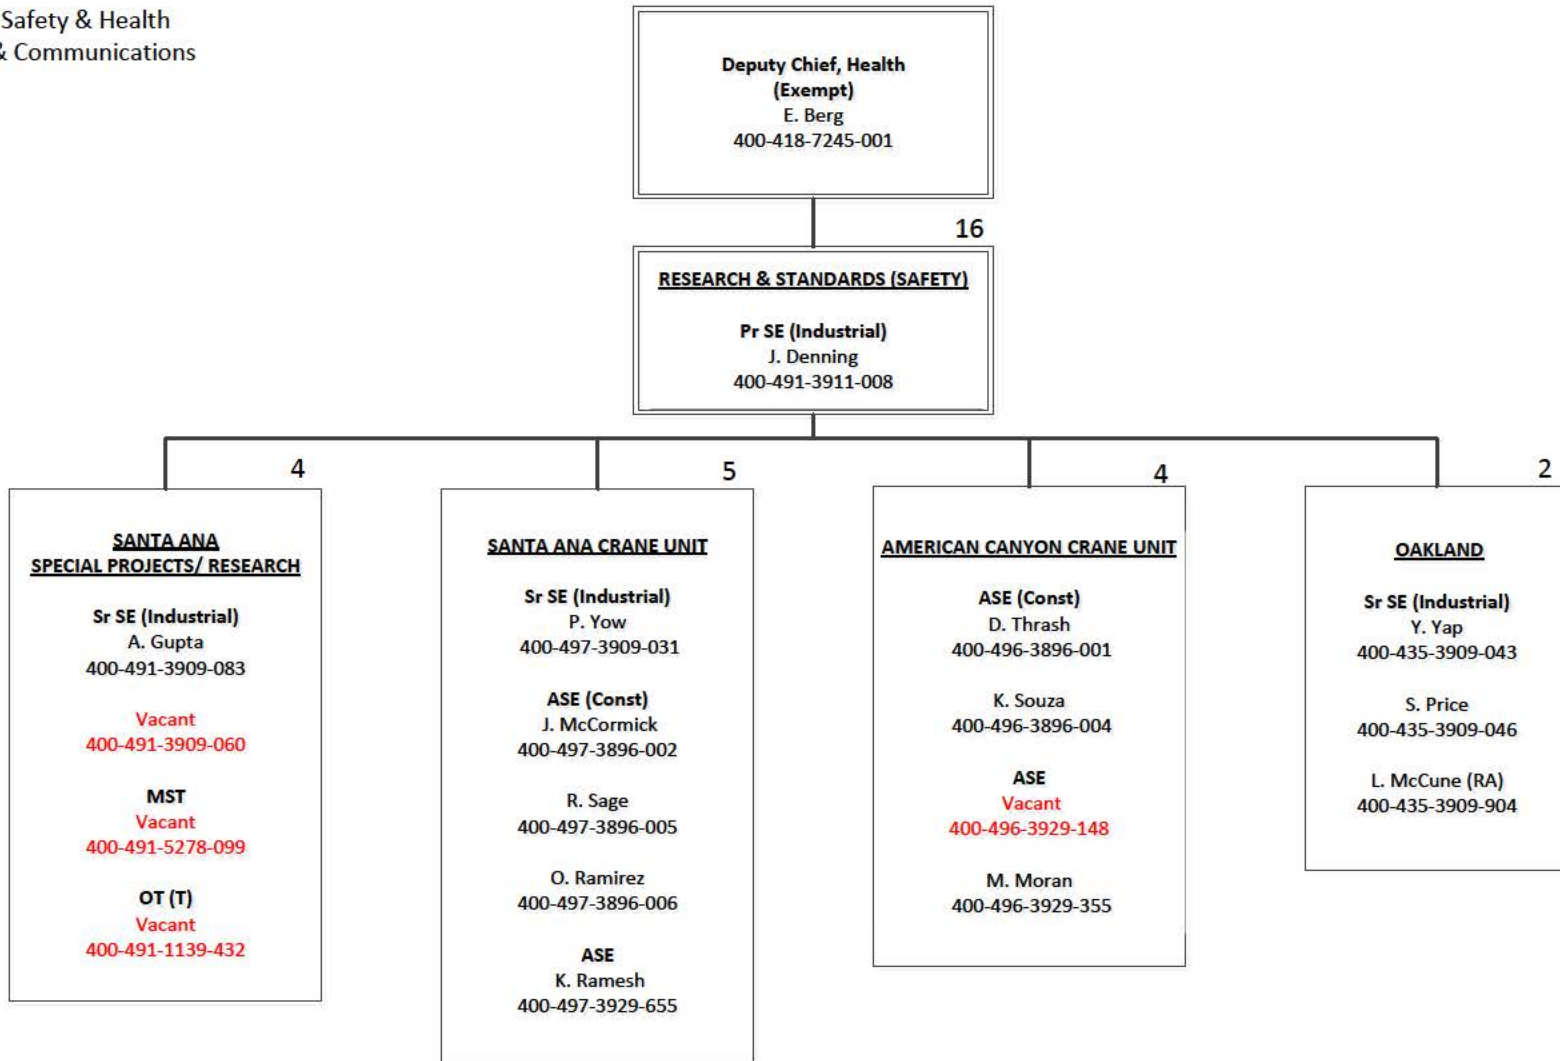 Safety & Health
& Communications
Deputy Chief, Health
(Exempt)
E. Berg
400-418-7245-001
16
RESEARCH & STANDARDS (SAFETY)
Pr SE (Industrial)
J. Denning
400-491-3911-008
4
SANTA ANA
SPECIAL PROJECTS/ RESEARCH
Sr SE (Industrial)
A. Gupta
400-491-3909-083
Vacant
400-491-3909-060
MST
Vacant
400-491-5278-099
OT (T)
Vacant
400-491-1139-432
5
SANTA ANA CRANE UNIT
Sr SE (Industrial)
P. Yow
400-497-3909-031
ASE (Const)
J. McCormick
400-497-3896-002
R. Sage
400-497-3896-005
O. Ramirez
400-497-3896-006
ASE
K. Ramesh
400-497-3929-655
4
AMERICAN CANYON CRANE UNIT
ASE (Const)
D. Thrash
400-496-3896-001
K. Souza
400-496-3896-004
ASE
Vacant
400-496-3929-148
M. Moran
400-496-3929-355
2
OAKLAND
Sr SE (Industrial)
Y. Yap
400-435-3909-043
S. Price
400-435-3909-046
L. McCune (RA)
400-435-3909-904